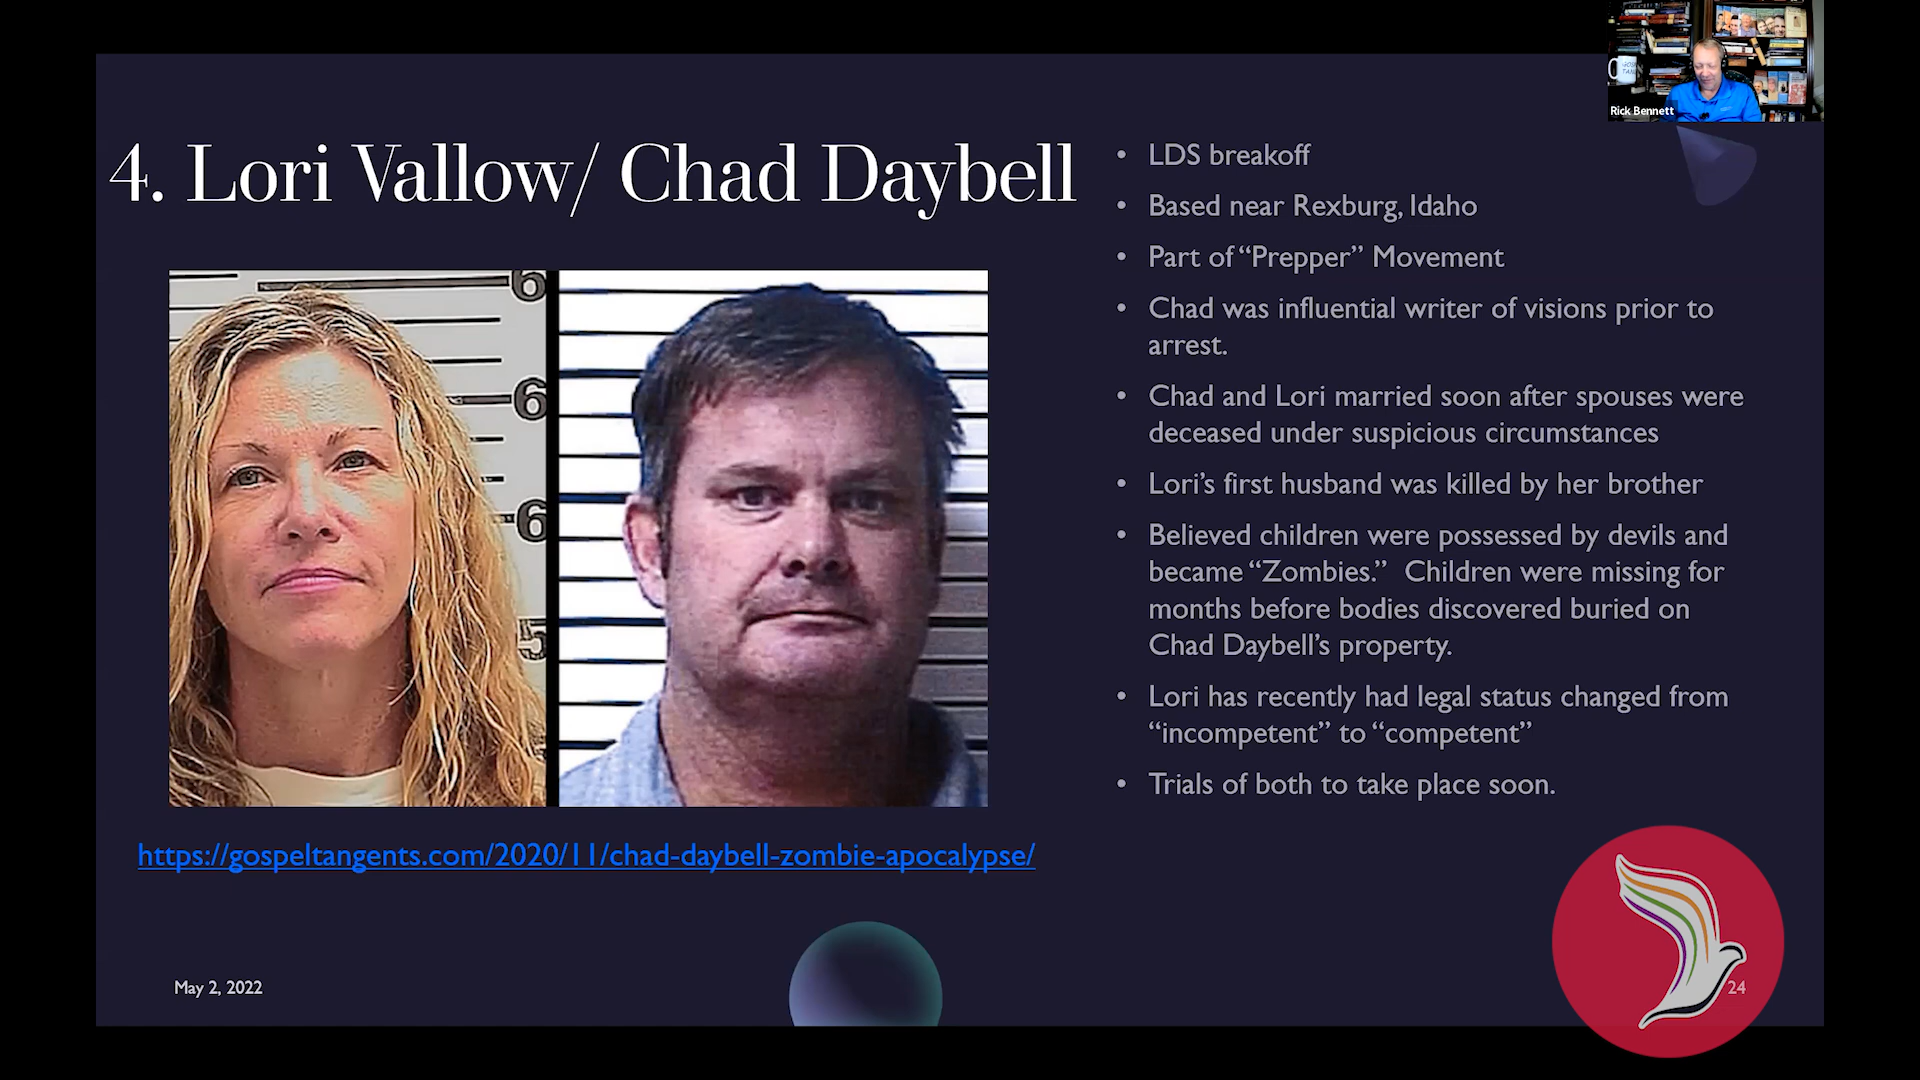 Rick Bennett
4. Lori Vallow/ Chad Daybell
• LDS breakoff
• Based near Rexburg, Idaho
• Part of “Prepper” Movement
• Chad was influential writer of visions prior to
arrest.
• Chad and Lori married soon after spouses were
deceased under suspicious circumstances
• Lori’s first husband was killed by her brother
• Believed children were possessed by devils and
became “Zombies.”  Children were missing for
months before bodies discovered buried on
Chad Daybell’s property.
• Lori has recently had legal status changed from
“incompetent” to “competent”
• Trials of both to take place soon.
6
6
6
5
https://gospeltangents.com/2020/11/chad-daybell-zombie-apocalypse/
May 2, 2022
24